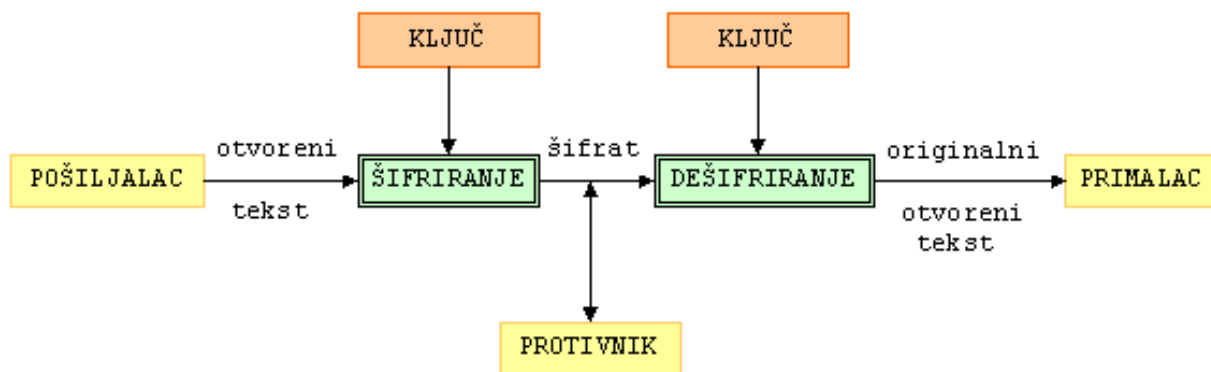 KLJUČ
KLJUČ
otvoreni
šifrat
originalni
POŠILJALAC
ŠIFRIRANJE
DEŠIFRIRANJE
PRIMALAC
tekst
otvoreni
tekst
PROTIVNIK